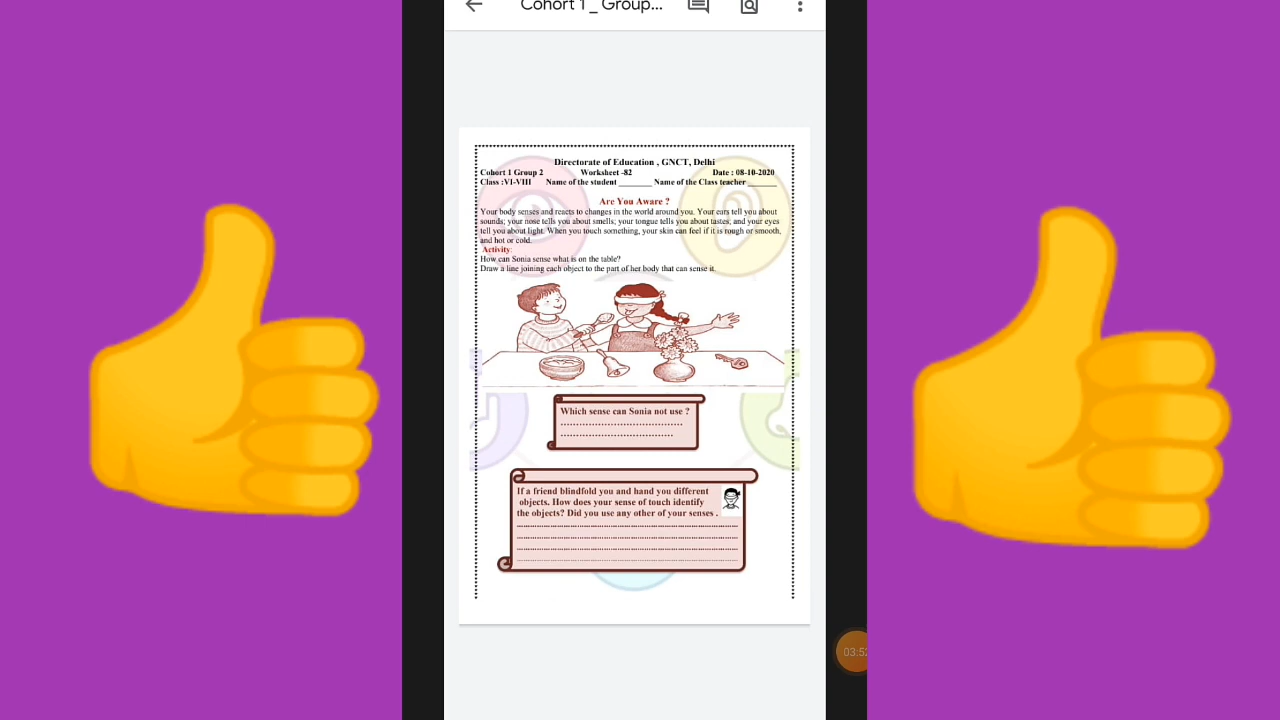 Cohort 1 _ Group...
Directorate of Education , GNCT, Delhi
Cohort 1 Group 2 Worksheet -82 Date : 08-10-2020
Class :VI-VIII Name of the student ________ Name of the Class teacher _______
Are You Aware ?
Your body senses and reacts to changes in the world around you. Your ears tell you about
sounds; your nose tells you about smells; your tongue tells you about tastes; and your eyes
tell you about light. When you touch something, your skin can feel if it is rough or smooth,
and hot or cold.
Activity:
How can Sonia sense what is on the table?
Draw a line joining each object to the part of her body that can sense it.
Which sense can Sonia not use ?
If a friend blindfold you and hand you different
objects. How does your sense of touch identify
the objects? Did you use any other of your senses .
03:52